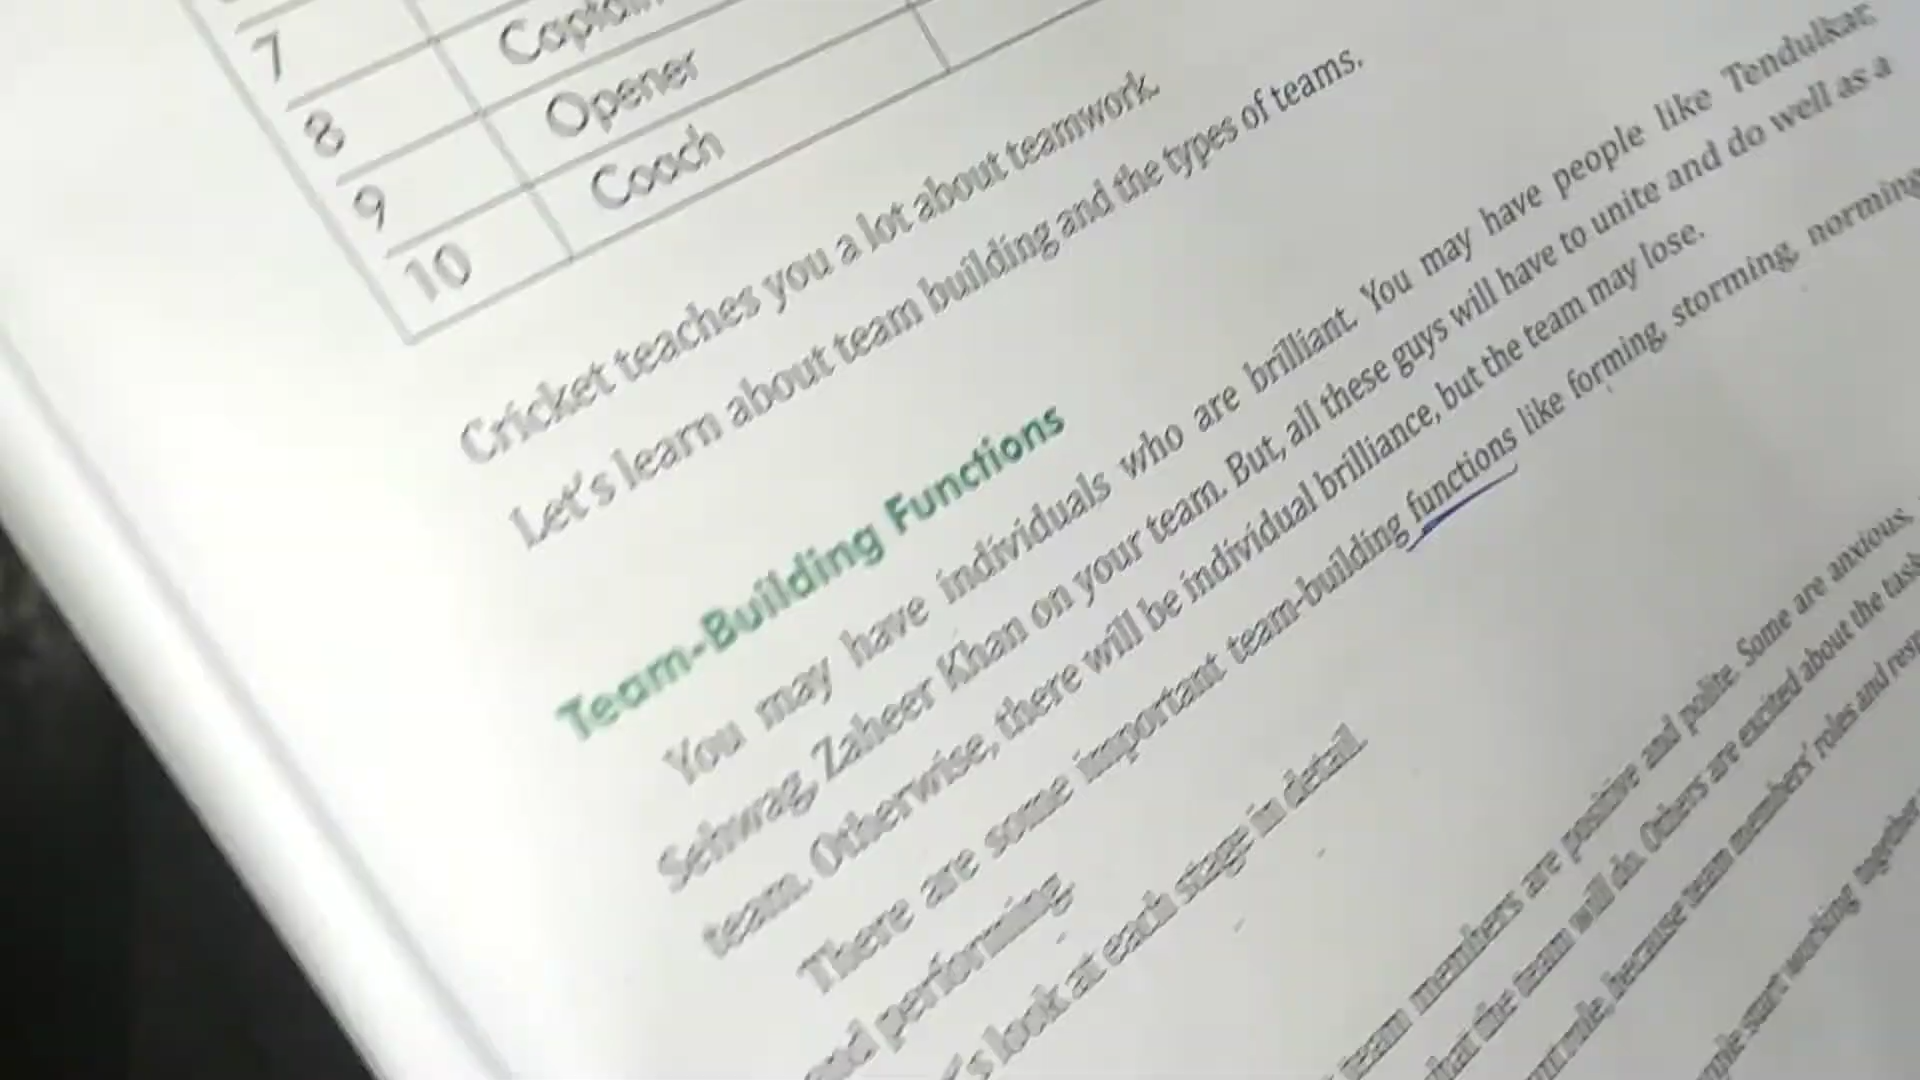 7 Captain
8 Opener
9 Coach
10
Cricket teaches you a lot about teamwork.
Let's learn about team building and the types of teams.
Team-Building Functions
You may have individuals who are brilliant. You may have people like Tendulkar,
Sehwag, Zaheer Khan on your team. But, all these guys will have to unite and do well as a
team. Otherwise, there will be individual brilliance, but the team may lose.
There are some important team-building functions like forming, storming, norming
and performing.
's look at each stage in detail.
team members are positive and polite. Some are anxious,
that the team will do. Others are excited about the task
role, because team members' roles and resp
start working together